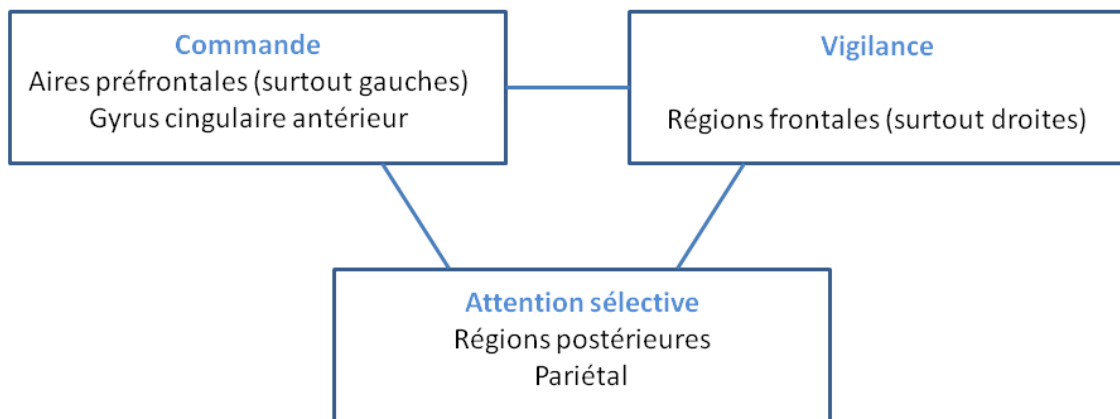 Commande
Aires préfrontales (surtout gauches)
Gyrus cingulaire antérieur
Vigilance
Régions frontales (surtout droites)
Attention sélective
Régions postérieures
Pariétal